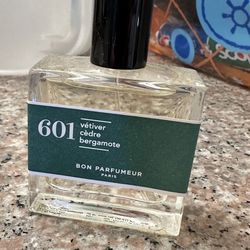 601
vétiver
cèdre
bergamote
BON PARFUMEUR
PARIS